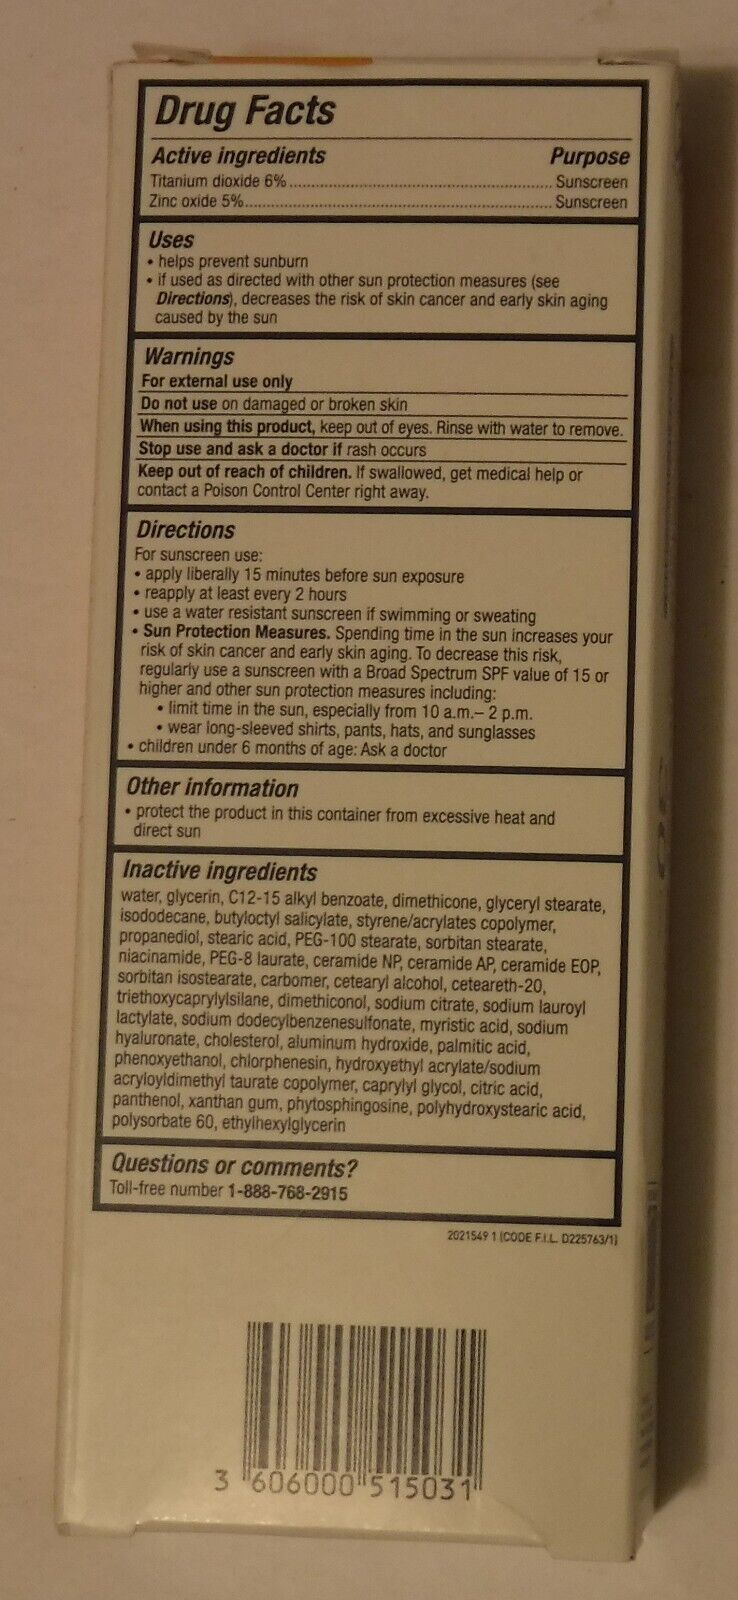 Drug Facts
Active ingredients Purpose
Titanium dioxide 6%............................................................ Sunscreen
Zinc oxide 5%...................................................................... Sunscreen
Uses
• helps prevent sunburn
• if used as directed with other sun protection measures (see
Directions), decreases the risk of skin cancer and early skin aging
caused by the sun
Warnings
For external use only
Do not use on damaged or broken skin
When using this product, keep out of eyes. Rinse with water to remove.
Stop use and ask a doctor if rash occurs
Keep out of reach of children. If swallowed, get medical help or
contact a Poison Control Center right away.
Directions
For sunscreen use:
• apply liberally 15 minutes before sun exposure
• reapply at least every 2 hours
• use a water resistant sunscreen if swimming or sweating
• Sun Protection Measures. Spending time in the sun increases your
risk of skin cancer and early skin aging. To decrease this risk,
regularly use a sunscreen with a Broad Spectrum SPF value of 15 or
higher and other sun protection measures including:
• limit time in the sun, especially from 10 a.m.– 2 p.m.
• wear long-sleeved shirts, pants, hats, and sunglasses
• children under 6 months of age: Ask a doctor
Other information
• protect the product in this container from excessive heat and
direct sun
Inactive ingredients
water, glycerin, C12-15 alkyl benzoate, dimethicone, glyceryl stearate,
isododecane, butyloctyl salicylate, styrene/acrylates copolymer,
propanediol, stearic acid, PEG-100 stearate, sorbitan stearate,
niacinamide, PEG-8 laurate, ceramide NP, ceramide AP, ceramide EOP,
sorbitan isostearate, carbomer, cetearyl alcohol, ceteareth-20,
triethoxycaprylylsilane, dimethiconol, sodium citrate, sodium lauroyl
lactylate, sodium dodecylbenzenesulfonate, myristic acid, sodium
hyaluronate, cholesterol, aluminum hydroxide, palmitic acid,
phenoxyethanol, chlorphenesin, hydroxyethyl acrylate/sodium
acryloyldimethyl taurate copolymer, caprylyl glycol, citric acid,
panthenol, xanthan gum, phytosphingosine, polyhydroxystearic acid,
polysorbate 60, ethylhexylglycerin
Questions or comments?
Toll-free number 1-888-768-2915
2021549 1 (CODE F.I.L. D225763/1)
3 606000 515031